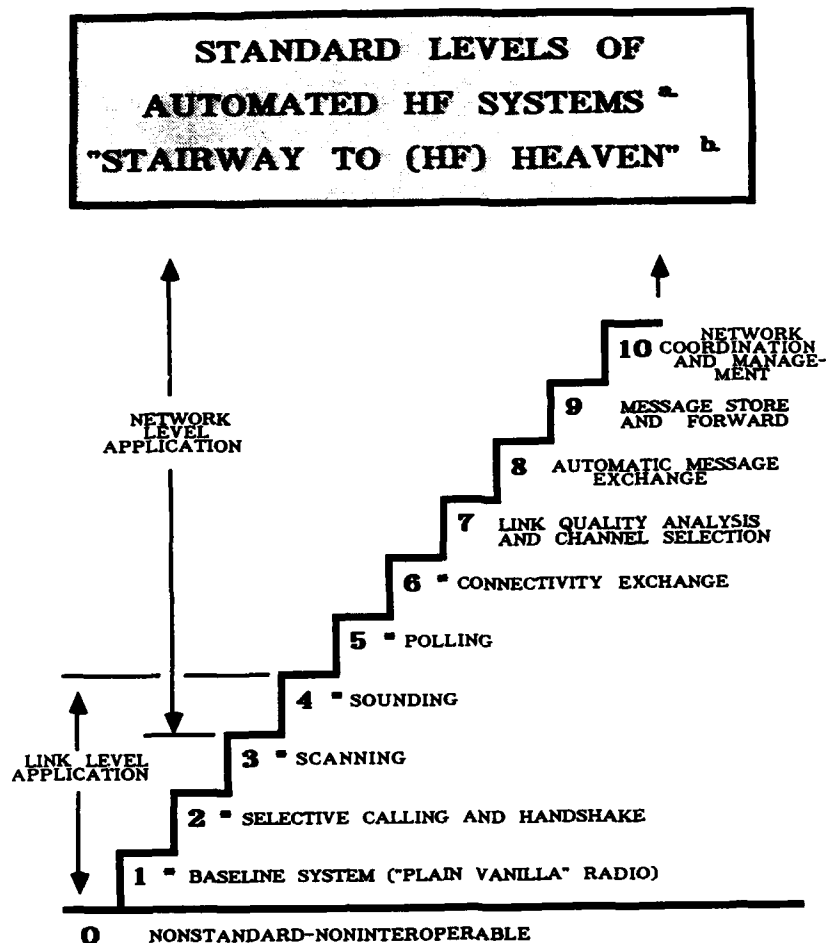 STANDARD LEVELS OF
AUTOMATED HF SYSTEMS a.
"STAIRWAY TO (HF) HEAVEN" b.
10 NETWORK
COORDINATION
AND MANAGE-
MENT
9 MESSAGE STORE
AND FORWARD
NETWORK
LEVEL
APPLICATION
8 AUTOMATIC MESSAGE
EXCHANGE
7 LINK QUALITY ANALYSIS
AND CHANNEL SELECTION
6 " CONNECTIVITY EXCHANGE
5 " POLLING
4 " SOUNDING
3 " SCANNING
LINK LEVEL
APPLICATION
2 " SELECTIVE CALLING AND HANDSHAKE
1 " BASELINE SYSTEM ("PLAIN VANILLA" RADIO)
0 NONSTANDARD-NONINTEROPERABLE